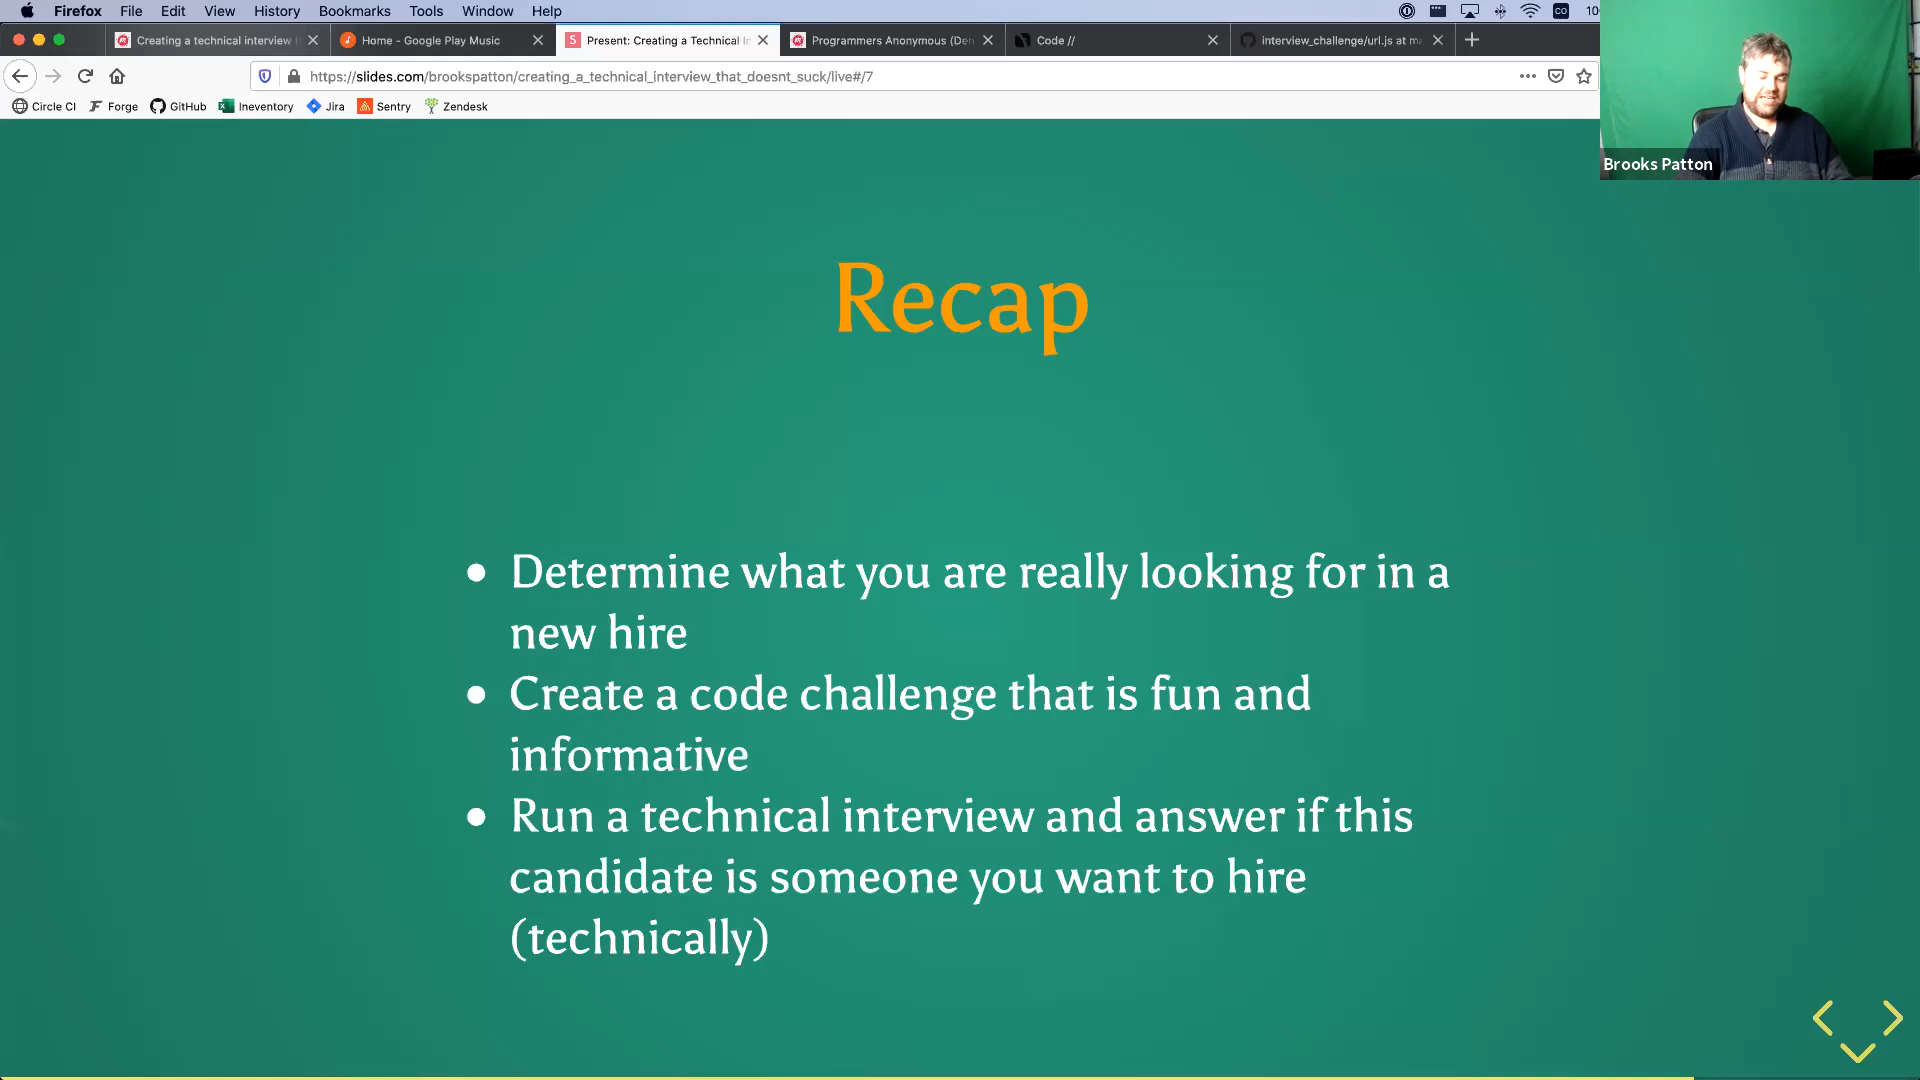 Firefox File Edit View History Bookmarks Tools Window Help
Creating a technical interview Home - Google Play Music Present: Creating a Technical Programmers Anonymous (Den Code // interview_challenge/url.js at
https://slides.com/brookspatton/creating_a_technical_interview_that_doesnt_suck/live#/7
Circle CI Forge GitHub Ineventory Jira Sentry Zendesk
Brooks Patton
Recap
• Determine what you are really looking for in a
new hire
• Create a code challenge that is fun and
informative
• Run a technical interview and answer if this
candidate is someone you want to hire
(technically)